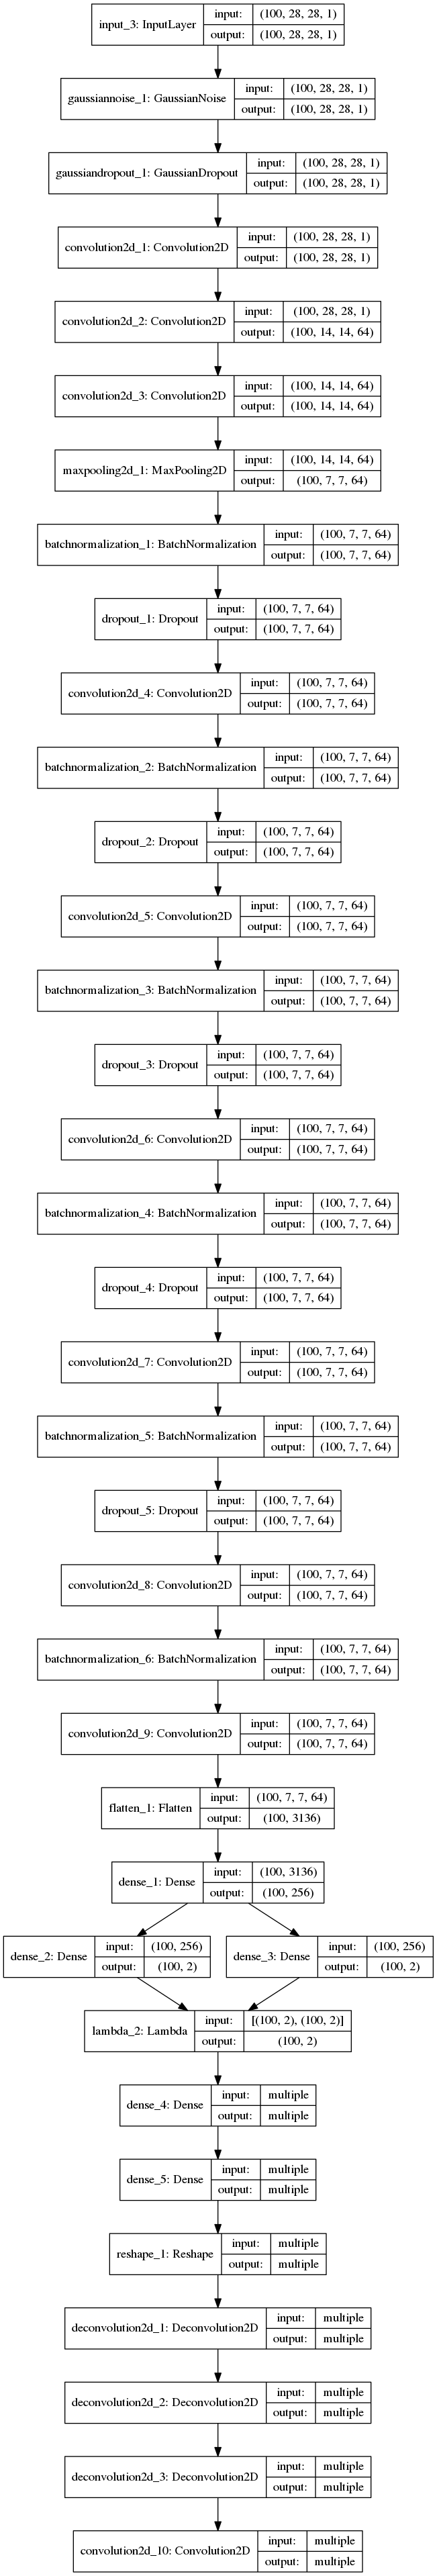 input_3: InputLayer
input: (100, 28, 28, 1)
output: (100, 28, 28, 1)
gaussiannoise_1: GaussianNoise
input: (100, 28, 28, 1)
output: (100, 28, 28, 1)
gaussiandropout_1: GaussianDropout
input: (100, 28, 28, 1)
output: (100, 28, 28, 1)
convolution2d_1: Convolution2D
input: (100, 28, 28, 1)
output: (100, 28, 28, 1)
convolution2d_2: Convolution2D
input: (100, 28, 28, 1)
output: (100, 14, 14, 64)
convolution2d_3: Convolution2D
input: (100, 14, 14, 64)
output: (100, 14, 14, 64)
maxpooling2d_1: MaxPooling2D
input: (100, 14, 14, 64)
output: (100, 7, 7, 64)
batchnormalization_1: BatchNormalization
input: (100, 7, 7, 64)
output: (100, 7, 7, 64)
dropout_1: Dropout
input: (100, 7, 7, 64)
output: (100, 7, 7, 64)
convolution2d_4: Convolution2D
input: (100, 7, 7, 64)
output: (100, 7, 7, 64)
batchnormalization_2: BatchNormalization
input: (100, 7, 7, 64)
output: (100, 7, 7, 64)
dropout_2: Dropout
input: (100, 7, 7, 64)
output: (100, 7, 7, 64)
convolution2d_5: Convolution2D
input: (100, 7, 7, 64)
output: (100, 7, 7, 64)
batchnormalization_3: BatchNormalization
input: (100, 7, 7, 64)
output: (100, 7, 7, 64)
dropout_3: Dropout
input: (100, 7, 7, 64)
output: (100, 7, 7, 64)
convolution2d_6: Convolution2D
input: (100, 7, 7, 64)
output: (100, 7, 7, 64)
batchnormalization_4: BatchNormalization
input: (100, 7, 7, 64)
output: (100, 7, 7, 64)
dropout_4: Dropout
input: (100, 7, 7, 64)
output: (100, 7, 7, 64)
convolution2d_7: Convolution2D
input: (100, 7, 7, 64)
output: (100, 7, 7, 64)
batchnormalization_5: BatchNormalization
input: (100, 7, 7, 64)
output: (100, 7, 7, 64)
dropout_5: Dropout
input: (100, 7, 7, 64)
output: (100, 7, 7, 64)
convolution2d_8: Convolution2D
input: (100, 7, 7, 64)
output: (100, 7, 7, 64)
batchnormalization_6: BatchNormalization
input: (100, 7, 7, 64)
output: (100, 7, 7, 64)
convolution2d_9: Convolution2D
input: (100, 7, 7, 64)
output: (100, 7, 7, 64)
flatten_1: Flatten
input: (100, 7, 7, 64)
output: (100, 3136)
dense_1: Dense
input: (100, 3136)
output: (100, 256)
dense_2: Dense
input: (100, 256)
output: (100, 2)
dense_3: Dense
input: (100, 256)
output: (100, 2)
lambda_2: Lambda
input: [(100, 2), (100, 2)]
output: (100, 2)
dense_4: Dense
input: multiple
output: multiple
dense_5: Dense
input: multiple
output: multiple
reshape_1: Reshape
input: multiple
output: multiple
deconvolution2d_1: Deconvolution2D
input: multiple
output: multiple
deconvolution2d_2: Deconvolution2D
input: multiple
output: multiple
deconvolution2d_3: Deconvolution2D
input: multiple
output: multiple
convolution2d_10: Convolution2D
input: multiple
output: multiple